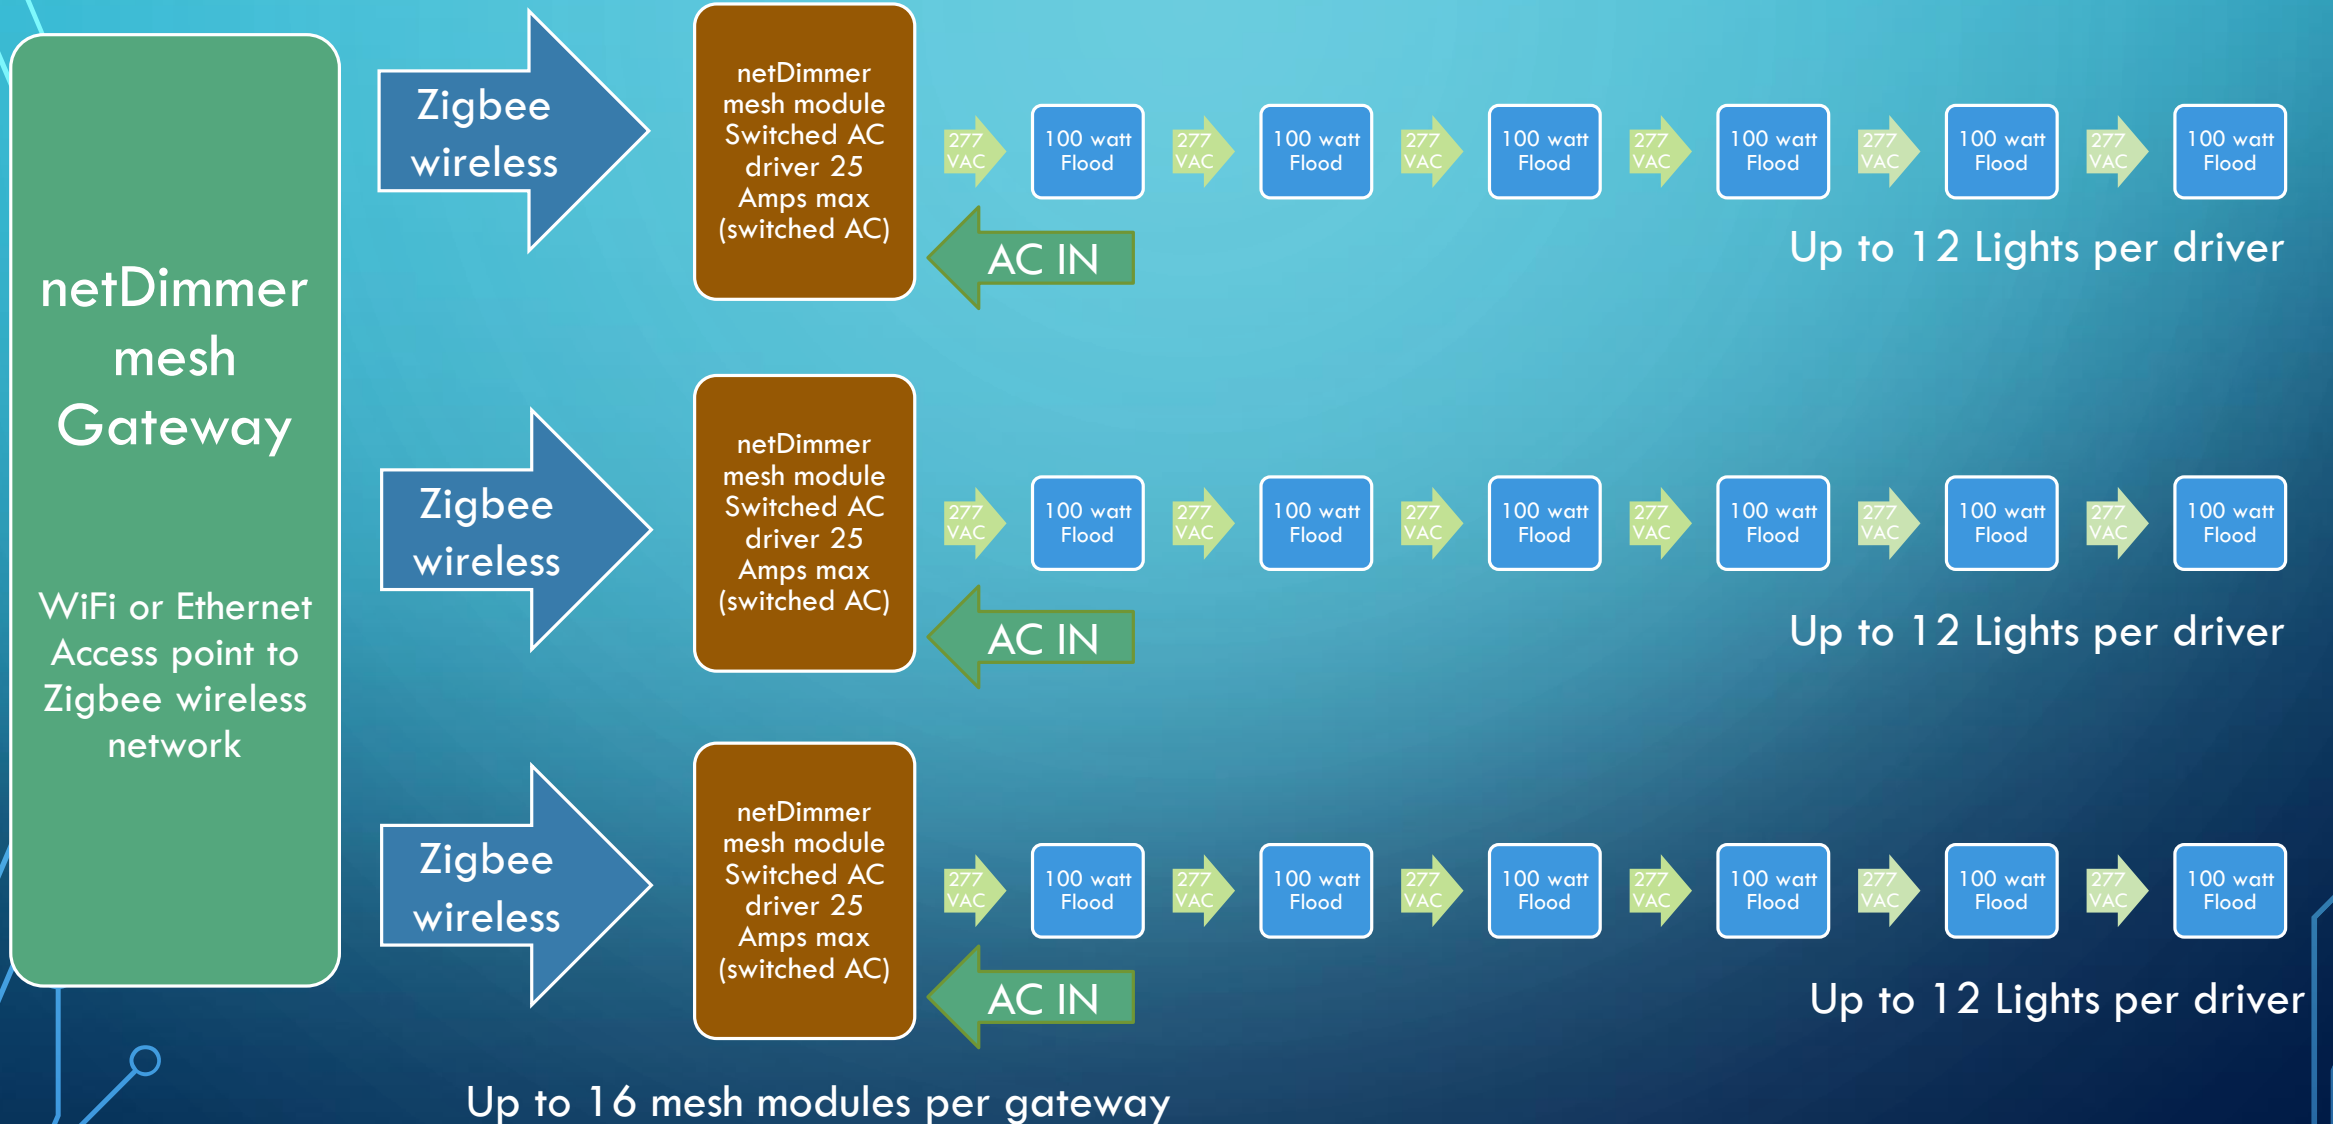 netDimmer
mesh
Gateway
WiFi or Ethernet
Access point to
Zigbee wireless
network
Zigbee
wireless
netDimmer
mesh module
Switched AC
driver 25
Amps max
(switched AC)
277
VAC
100 watt
Flood
277
VAC
100 watt
Flood
277
VAC
100 watt
Flood
277
VAC
100 watt
Flood
277
VAC
100 watt
Flood
277
VAC
100 watt
Flood
AC IN
Up to 12 Lights per driver
Zigbee
wireless
netDimmer
mesh module
Switched AC
driver 25
Amps max
(switched AC)
277
VAC
100 watt
Flood
277
VAC
100 watt
Flood
277
VAC
100 watt
Flood
277
VAC
100 watt
Flood
277
VAC
100 watt
Flood
277
VAC
100 watt
Flood
AC IN
Up to 12 Lights per driver
Zigbee
wireless
netDimmer
mesh module
Switched AC
driver 25
Amps max
(switched AC)
277
VAC
100 watt
Flood
277
VAC
100 watt
Flood
277
VAC
100 watt
Flood
277
VAC
100 watt
Flood
277
VAC
100 watt
Flood
277
VAC
100 watt
Flood
AC IN
Up to 12 Lights per driver
Up to 16 mesh modules per gateway